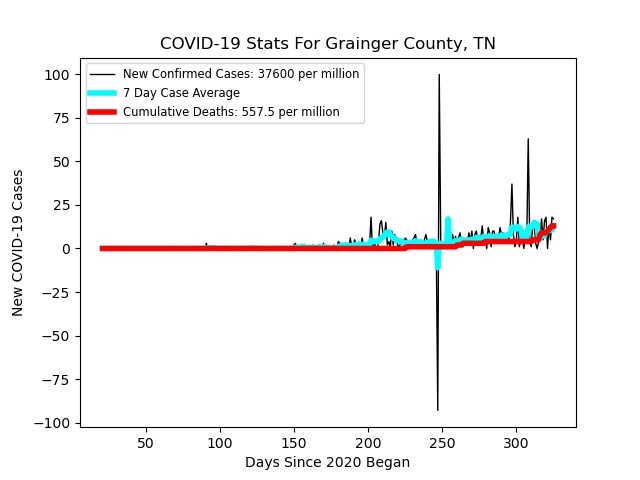 COVID-19 Stats For Grainger County, TN
New Confirmed Cases: 37600 per million
7 Day Case Average
Cumulative Deaths: 557.5 per million
New COVID-19 Cases
100
75
50
25
0
−25
−50
−75
−100
50 100 150 200 250 300
Days Since 2020 Began